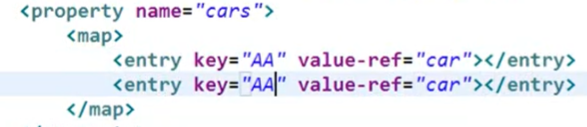 <property name="cars">
<map>
<entry key="AA" value-ref="car"></entry>
<entry key="AA" value-ref="car"></entry>
</map>